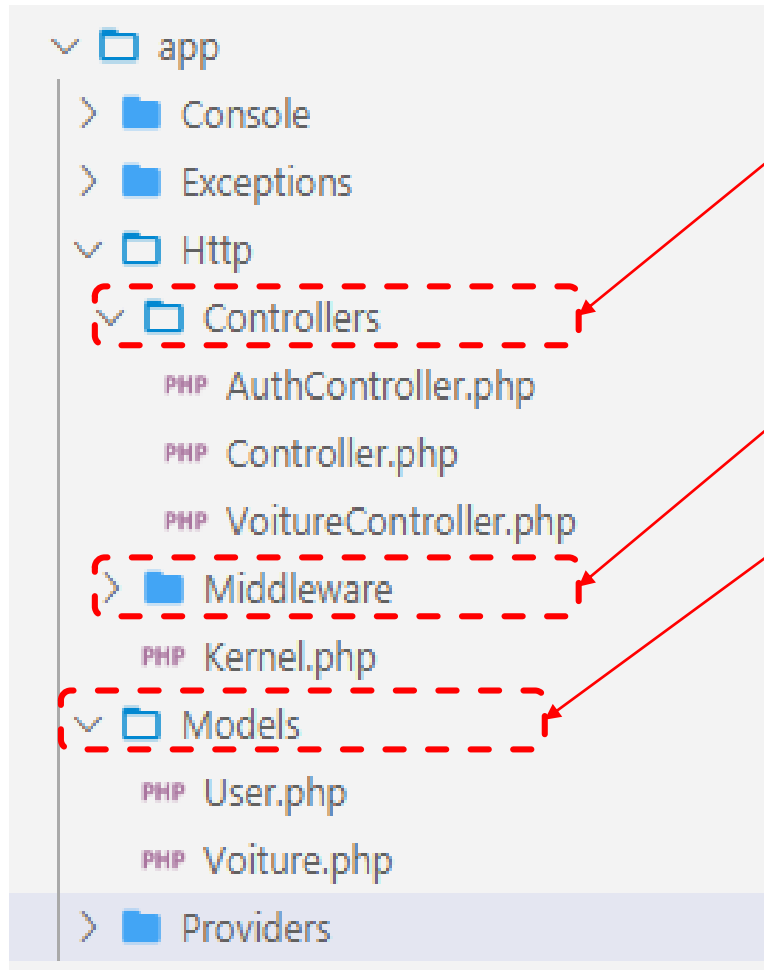 app
Console
Exceptions
Http
Controllers
PHP AuthController.php
PHP Controller.php
PHP VoitureController.php
Middleware
PHP Kernel.php
Models
PHP User.php
PHP Voiture.php
Providers